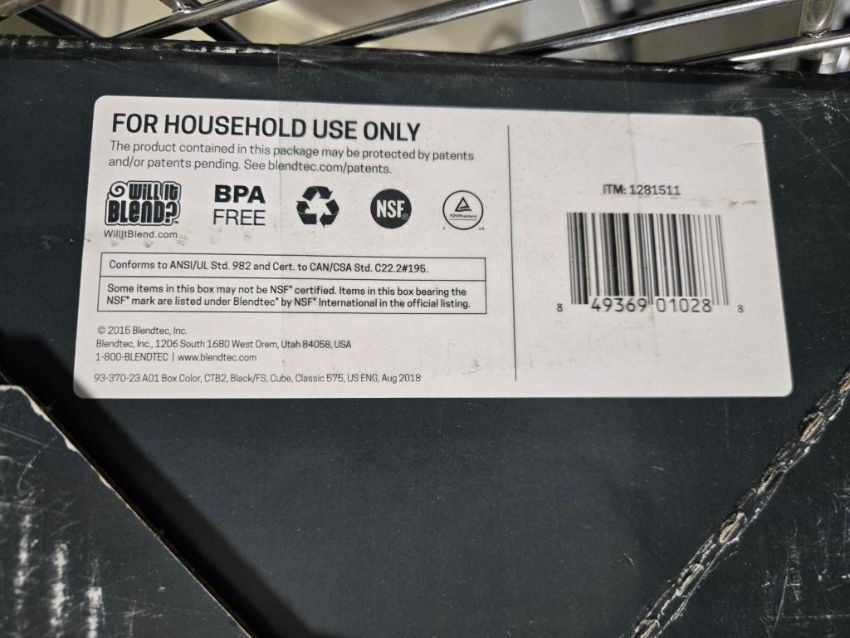 FOR HOUSEHOLD USE ONLY
The product contained in this package may be protected by patents
and/or patents pending. See blendtec.com/patents.
WILL IT
BLEND?
WillItBlend.com
BPA
FREE
NSF
Conforms to ANSI/UL Std. 982 and Cert. to CAN/CSA Std. C22.2#195.
Some items in this box may not be NSF® certified. Items in this box bearing the
NSF® mark are listed under Blendtec® by NSF® International in the official listing.
© 2015 Blendtec, Inc.
Blendtec, Inc., 1206 South 1680 West Orem, Utah 84058, USA
1-800-BLENDTEC | www.blendtec.com
93-370-23 A01 Box Color, CTB2, Black/FS, Cube, Classic 575, US ENG, Aug 2018
ITM: 1281511
8 49369 01028 8